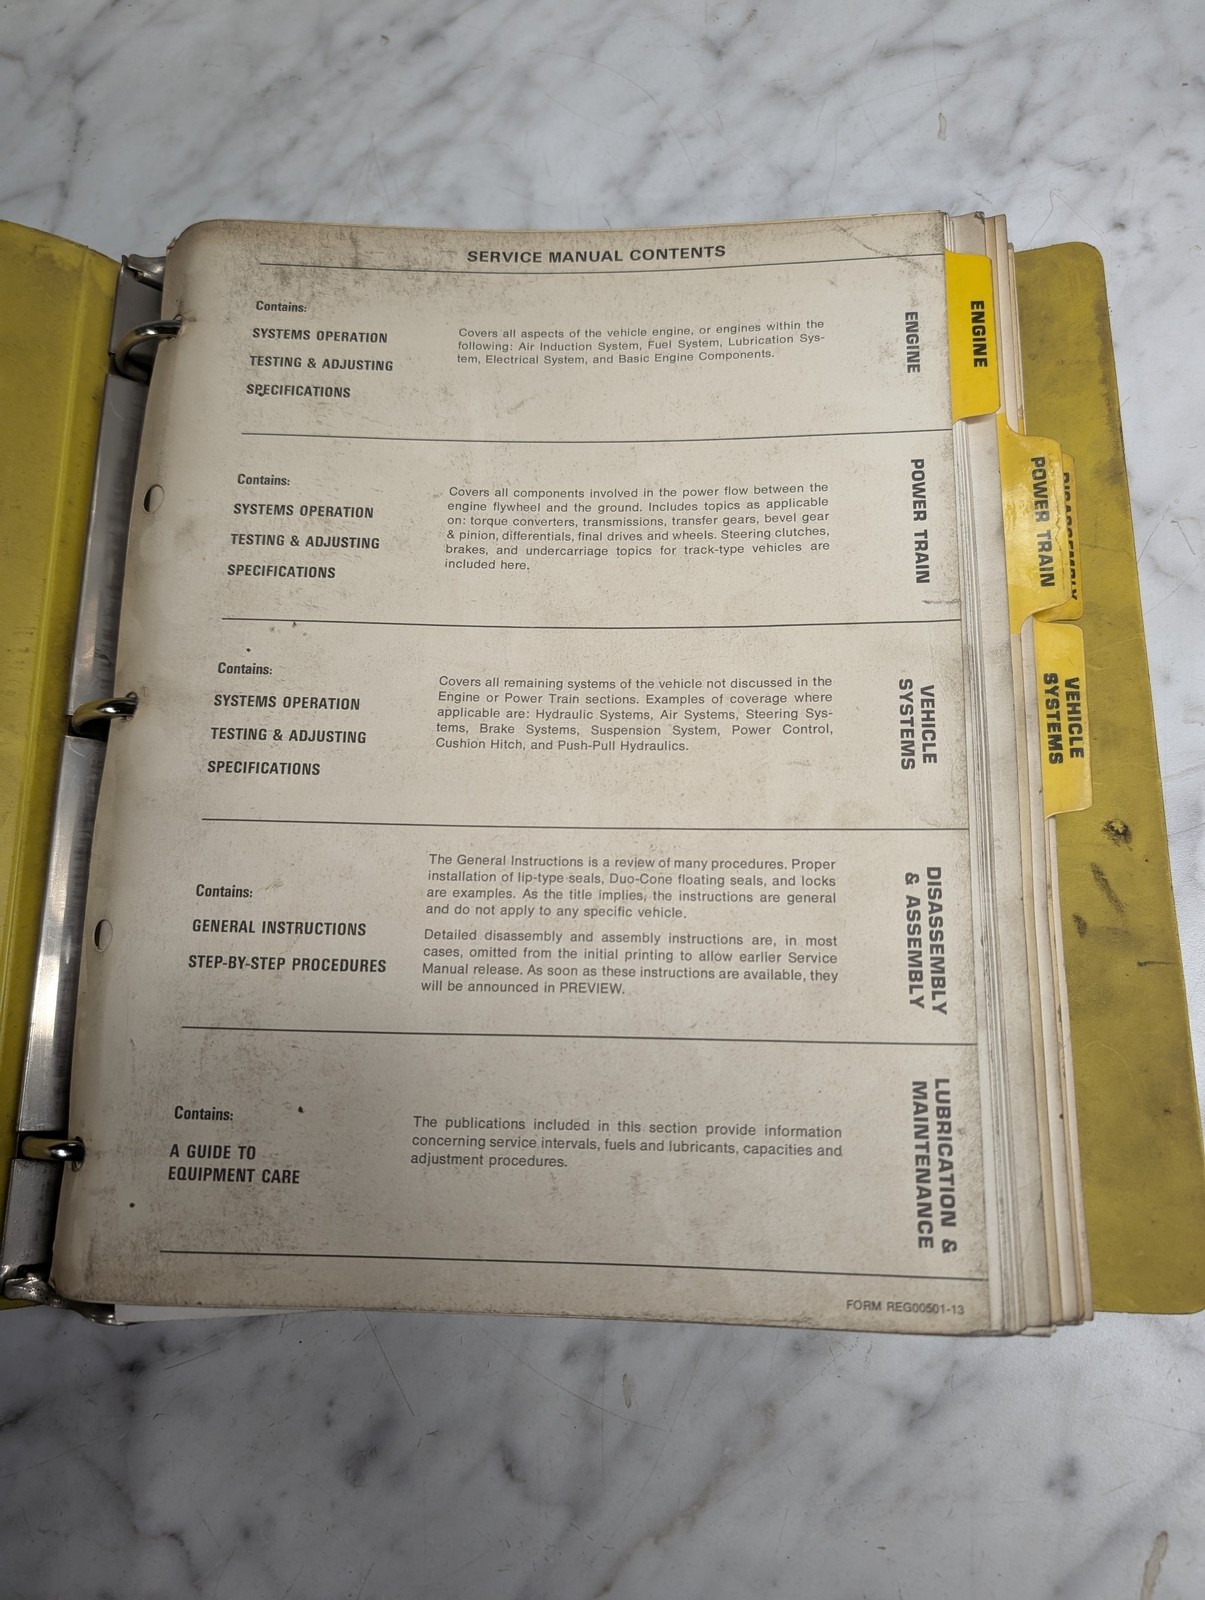 SERVICE MANUAL CONTENTS
Contains:
SYSTEMS OPERATION
TESTING & ADJUSTING
SPECIFICATIONS
Covers all aspects of the vehicle engine, or engines within the
following: Air Induction System, Fuel System, Lubrication Sys-
tem, Electrical System, and Basic Engine Components.
ENGINE
ENGINE
Contains:
SYSTEMS OPERATION
TESTING & ADJUSTING
SPECIFICATIONS
Covers all components involved in the power flow between the
engine flywheel and the ground. Includes topics as applicable
on: torque converters, transmissions, transfer gears, bevel gear
& pinion, differentials, final drives and wheels. Steering clutches,
brakes, and undercarriage topics for track-type vehicles are
included here.
POWER TRAIN
POWER TRAIN
DISASSEMBLY
Contains:
SYSTEMS OPERATION
TESTING & ADJUSTING
SPECIFICATIONS
Covers all remaining systems of the vehicle not discussed in the
Engine or Power Train sections. Examples of coverage where
applicable are: Hydraulic Systems, Air Systems, Steering Sys-
tems, Brake Systems, Suspension System, Power Control,
Cushion Hitch, and Push-Pull Hydraulics.
VEHICLE
SYSTEMS
VEHICLE
SYSTEMS
Contains:
GENERAL INSTRUCTIONS
STEP-BY-STEP PROCEDURES
The General Instructions is a review of many procedures. Proper
installation of lip-type seals, Duo-Cone floating seals, and locks
are examples. As the title implies, the instructions are general
and do not apply to any specific vehicle.
Detailed disassembly and assembly instructions are, in most
cases, omitted from the initial printing to allow earlier Service
Manual release. As soon as these instructions are available, they
will be announced in PREVIEW.
DISASSEMBLY
& ASSEMBLY
Contains:
A GUIDE TO
EQUIPMENT CARE
The publications included in this section provide information
concerning service intervals, fuels and lubricants, capacities and
adjustment procedures.
LUBRICATION &
MAINTENANCE
FORM REG00501-13